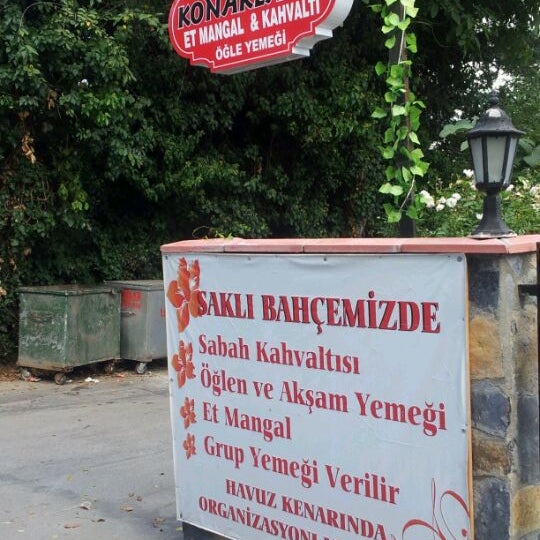 ET MANGAL & KAHVALTI
ÖĞLE YEMEĞİ
SAKLI BAHÇEMİZDE
Sabah Kahvaltısı
Öğlen ve Akşam Yemeği
Et Mangal
Grup Yemeği Verilir
HAVUZ KENARINDA